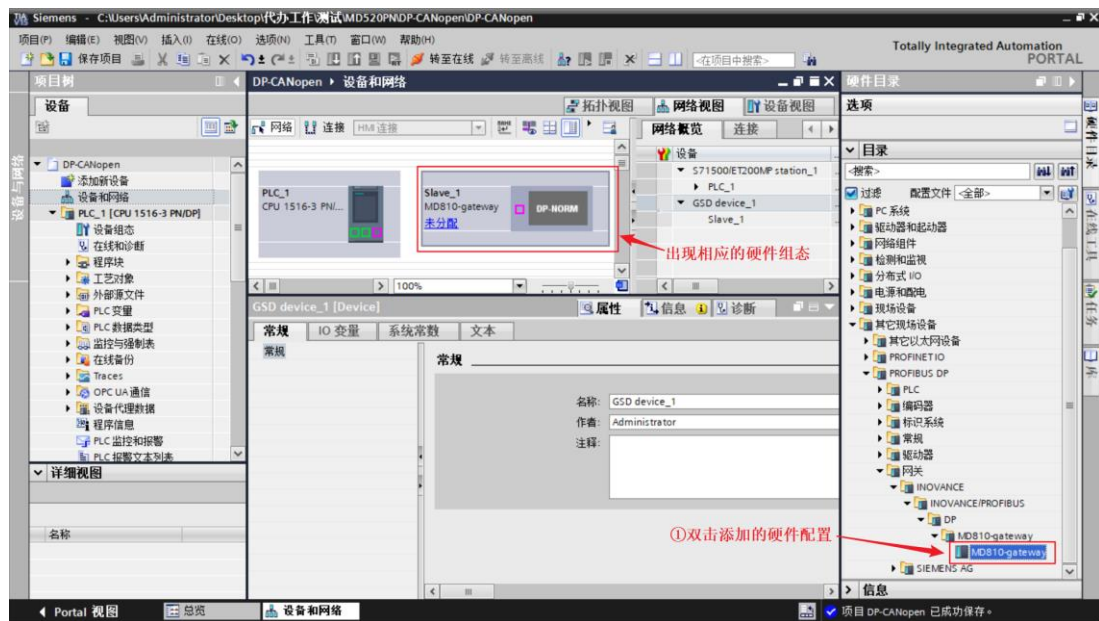 Siemens - C:\Users\Administrator\Desktop\代办工作\测试\MD520PN\DP-CANopen\DP-CANopen
项目(P) 编辑(E) 视图(V) 插入(I) 在线(O) 选项(N) 工具(T) 窗口(W) 帮助(H)
Totally Integrated Automation
PORTAL
保存项目 转至在线 转至离线 <在项目中搜索>
项目树
设备
设备与网络
DP-CANopen
添加新设备
设备和网络
PLC_1 [CPU 1516-3 PN/DP]
设备组态
在线和诊断
程序块
工艺对象
外部源文件
PLC 变量
PLC 数据类型
监控与强制表
在线备份
Traces
OPC UA 通信
设备代理数据
程序信息
PLC 监控和报警
PLC 报警文本列表
详细视图
名称
DP-CANopen ▸ 设备和网络
拓扑视图 网络视图 设备视图
网络 连接 HMI 连接
PLC_1
CPU 1516-3 PN/...
Slave_1
MD810-gateway
未分配
DP-NORM
100%
网络概览 连接
设备
S71500/ET200MP station_1
PLC_1
GSD device_1
Slave_1
出现相应的硬件组态
GSD device_1 [Device]
属性 信息 诊断
常规 IO 变量 系统常数 文本
常规
常规
名称: GSD device_1
作者: Administrator
注释:
①双击添加的硬件配置
硬件目录
选项
目录
<搜索>
过滤 配置文件 <全部>
PC 系统
驱动器和起动器
网络组件
检测和监视
分布式 I/O
电源和配电
现场设备
其它现场设备
其它以太网设备
PROFINET IO
PROFIBUS DP
PLC
编码器
标识系统
常规
驱动器
网关
INOVANCE
INOVANCE/PROFIBUS
DP
MD810-gateway
MD810-gateway
SIEMENS AG
信息
硬件目录
在线工具
任务
库
Portal 视图 总览 设备和网络
项目 DP-CANopen 已成功保存。